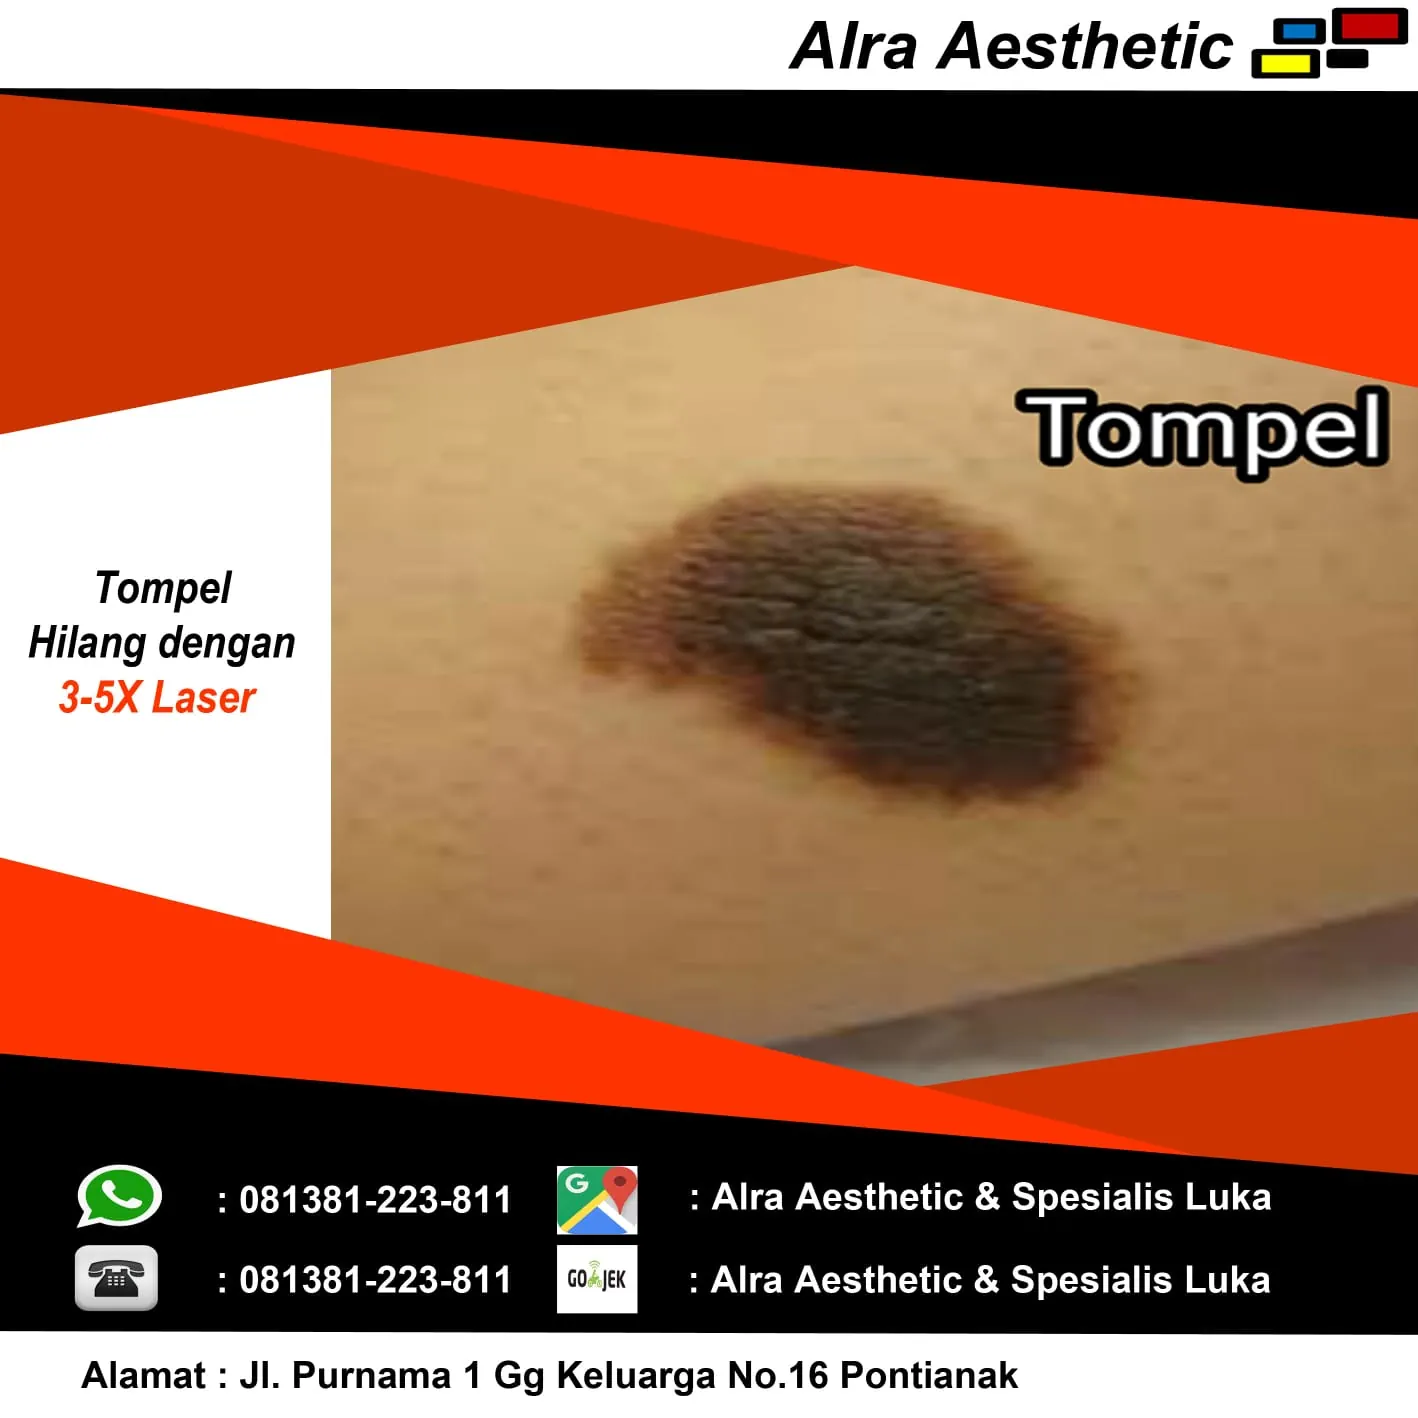 Alra Aesthetic
Tompel
Tompel
Hilang dengan
3-5X Laser
: 081381-223-811
G
: Alra Aesthetic & Spesialis Luka
: 081381-223-811
GO JEK
: Alra Aesthetic & Spesialis Luka
Alamat : Jl. Purnama 1 Gg Keluarga No.16 Pontianak